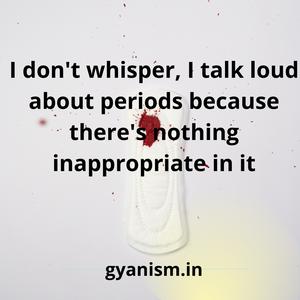 I don't whisper, I talk loud
about periods because
there's nothing
inappropriate in it
gyanism.in